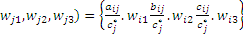 w_{j1}, w_{j2}, w_{j3}) = {a_{ij}/c_j^* . w_{i1} b_{ij}/c_j^* . w_{i2} c_{ij}/c_j^* . w_{i3}}